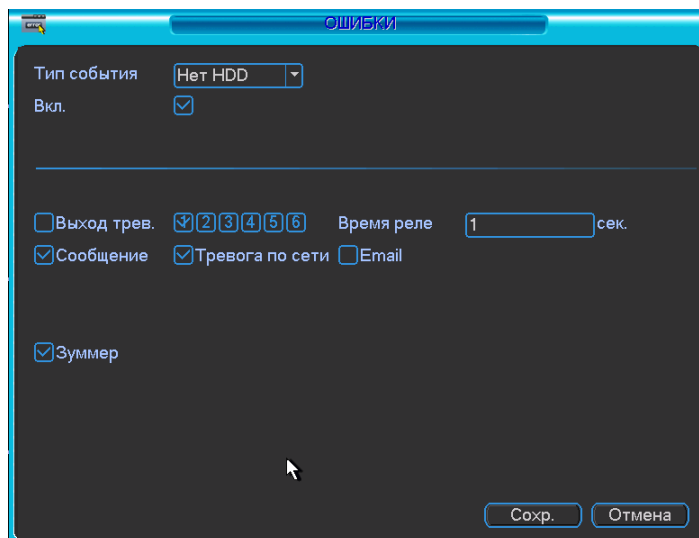 ОШИБКИ
Тип события Нет HDD
Вкл.
Выход трев. 1 2 3 4 5 6 Время реле 1 сек.
Сообщение Тревога по сети Email
Зуммер
Сохр. Отмена